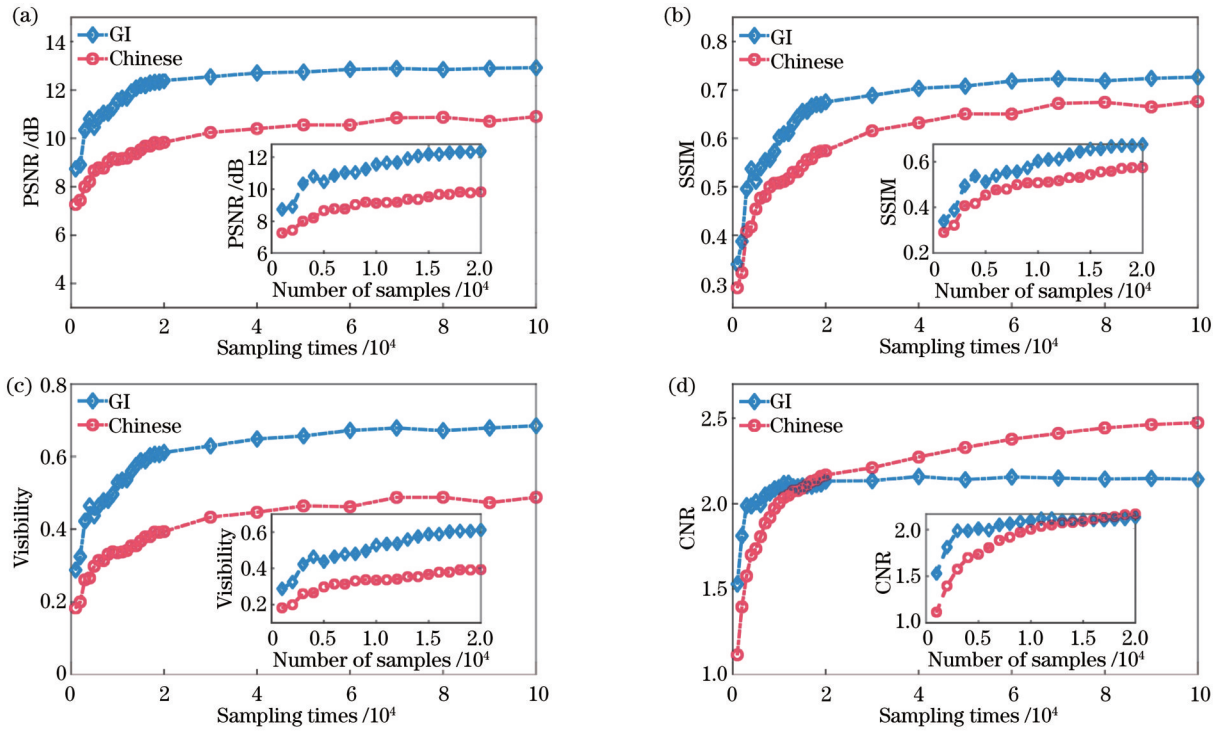 (a)
14
12
10
8
6
4
PSNR /dB
GI
Chinese
12
10
8
6
PSNR /dB
0
0.5
1.0
1.5
2.0
Number of samples /10⁴
0
2
4
6
8
10
Sampling times /10⁴
(b)
0.8
0.7
0.6
0.5
0.4
0.3
SSIM
GI
Chinese
0.6
0.4
0.2
SSIM
0
0.5
1.0
1.5
2.0
Number of samples /10⁴
0
2
4
6
8
10
Sampling times /10⁴
(c)
0.8
0.6
0.4
0.2
0
Visibility
GI
Chinese
0.6
0.4
0.2
Visibility
0
0.5
1.0
1.5
2.0
Number of samples /10⁴
0
2
4
6
8
10
Sampling times /10⁴
(d)
2.5
2.0
1.5
1.0
CNR
GI
Chinese
2.0
1.5
1.0
CNR
0
0.5
1.0
1.5
2.0
Number of samples /10⁴
0
2
4
6
8
10
Sampling times /10⁴